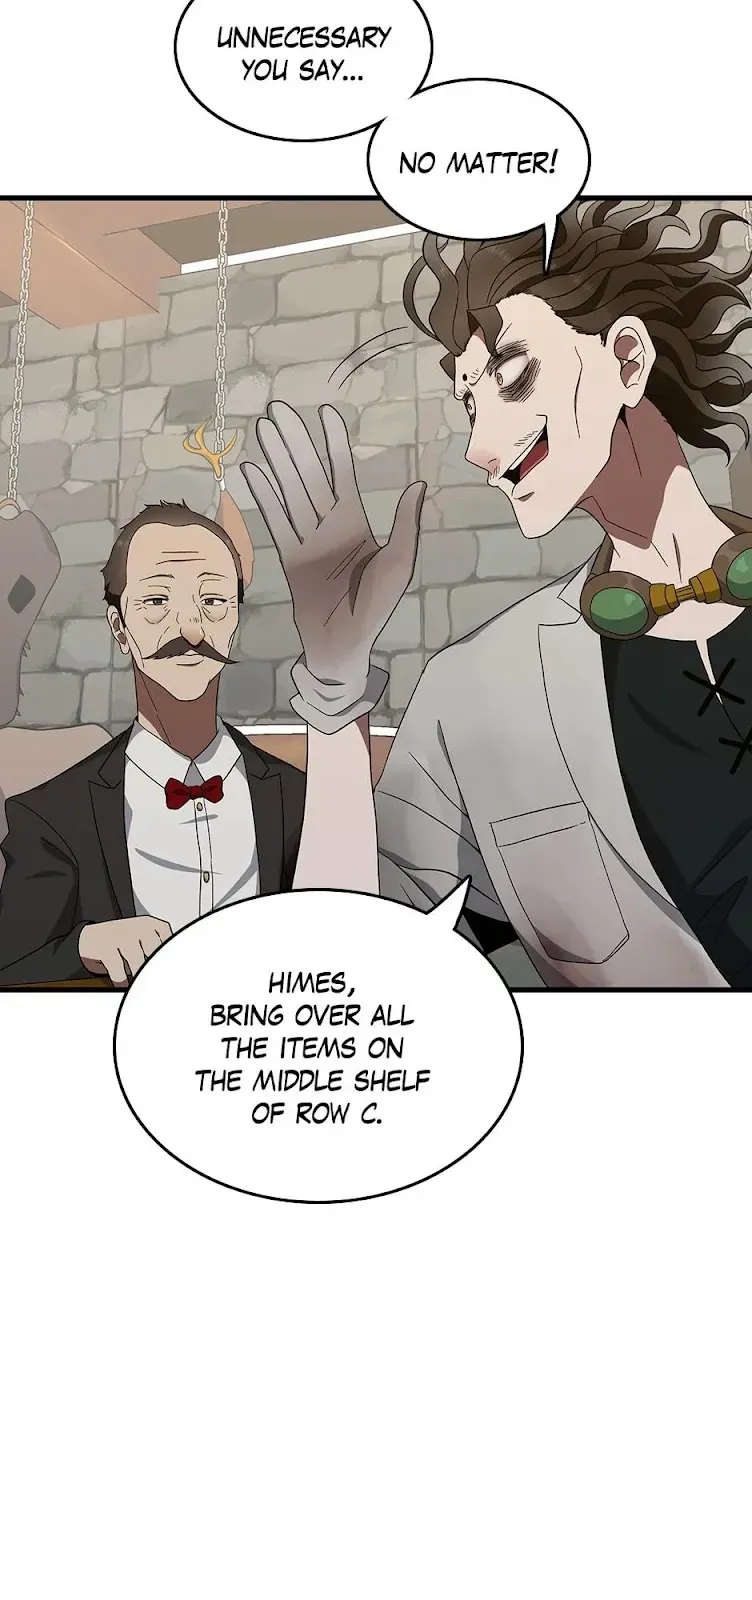 UNNECESSARY
YOU SAY...
NO MATTER!
HIMES,
BRING OVER ALL
THE ITEMS ON
THE MIDDLE SHELF
OF ROW C.